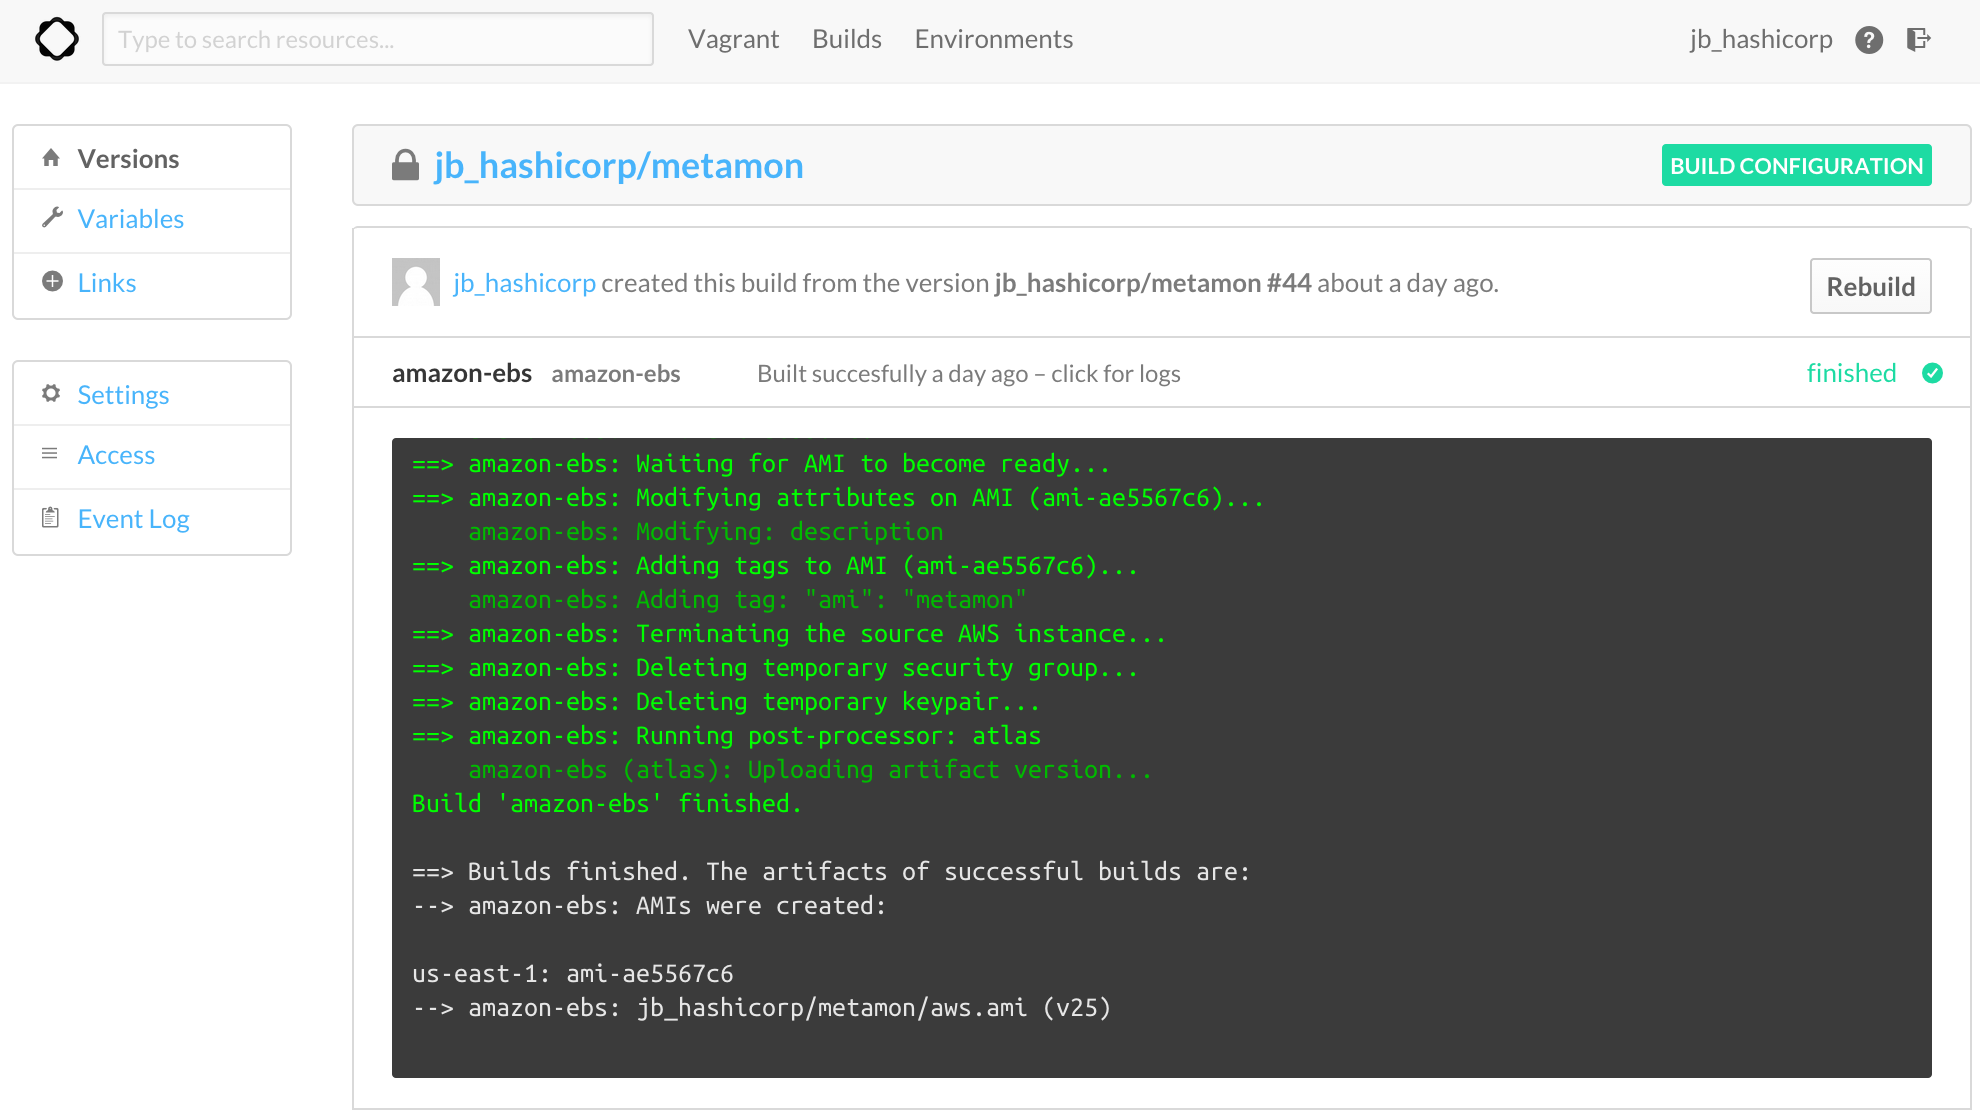 Type to search resources... Vagrant Builds Environments jb_hashicorp ?
Versions
Variables
Links
Settings
Access
Event Log
jb_hashicorp/metamon BUILD CONFIGURATION
jb_hashicorp created this build from the version jb_hashicorp/metamon #44 about a day ago. Rebuild
amazon-ebs amazon-ebs Built succesfully a day ago – click for logs finished
==> amazon-ebs: Waiting for AMI to become ready...
==> amazon-ebs: Modifying attributes on AMI (ami-ae5567c6)...
amazon-ebs: Modifying: description
==> amazon-ebs: Adding tags to AMI (ami-ae5567c6)...
amazon-ebs: Adding tag: "ami": "metamon"
==> amazon-ebs: Terminating the source AWS instance...
==> amazon-ebs: Deleting temporary security group...
==> amazon-ebs: Deleting temporary keypair...
==> amazon-ebs: Running post-processor: atlas
amazon-ebs (atlas): Uploading artifact version...
Build 'amazon-ebs' finished.
==> Builds finished. The artifacts of successful builds are:
--> amazon-ebs: AMIs were created:
us-east-1: ami-ae5567c6
--> amazon-ebs: jb_hashicorp/metamon/aws.ami (v25)